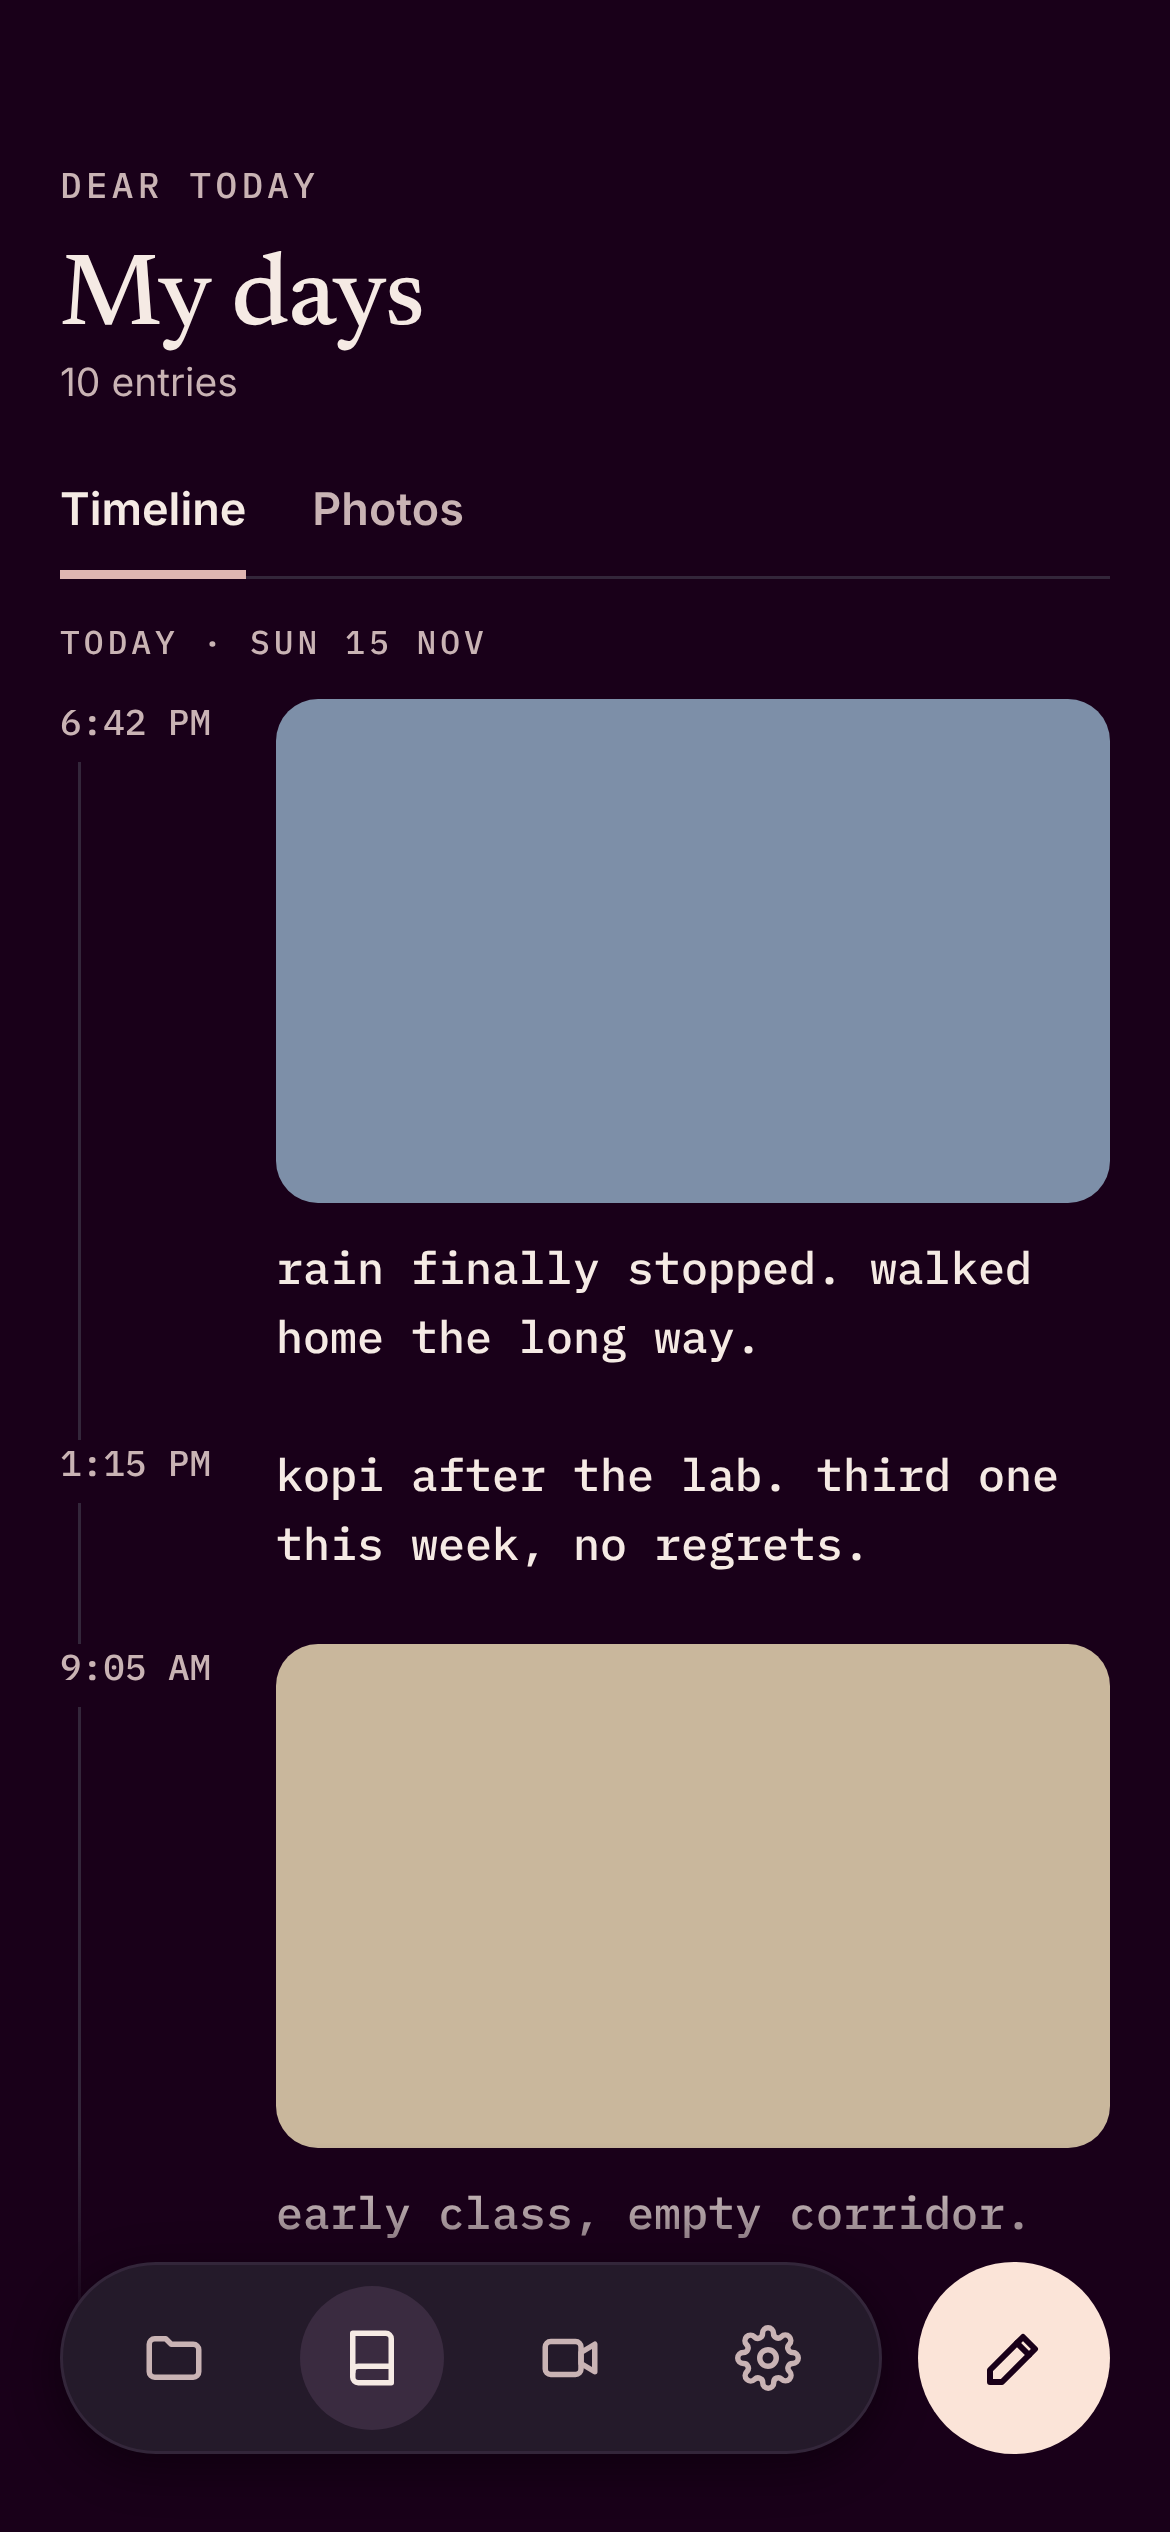 DEAR TODAY
My days
10 entries
Timeline
Photos
TODAY · SUN 15 NOV
6:42 PM
rain finally stopped. walked
home the long way.
1:15 PM
kopi after the lab. third one
this week, no regrets.
9:05 AM
early class, empty corridor.